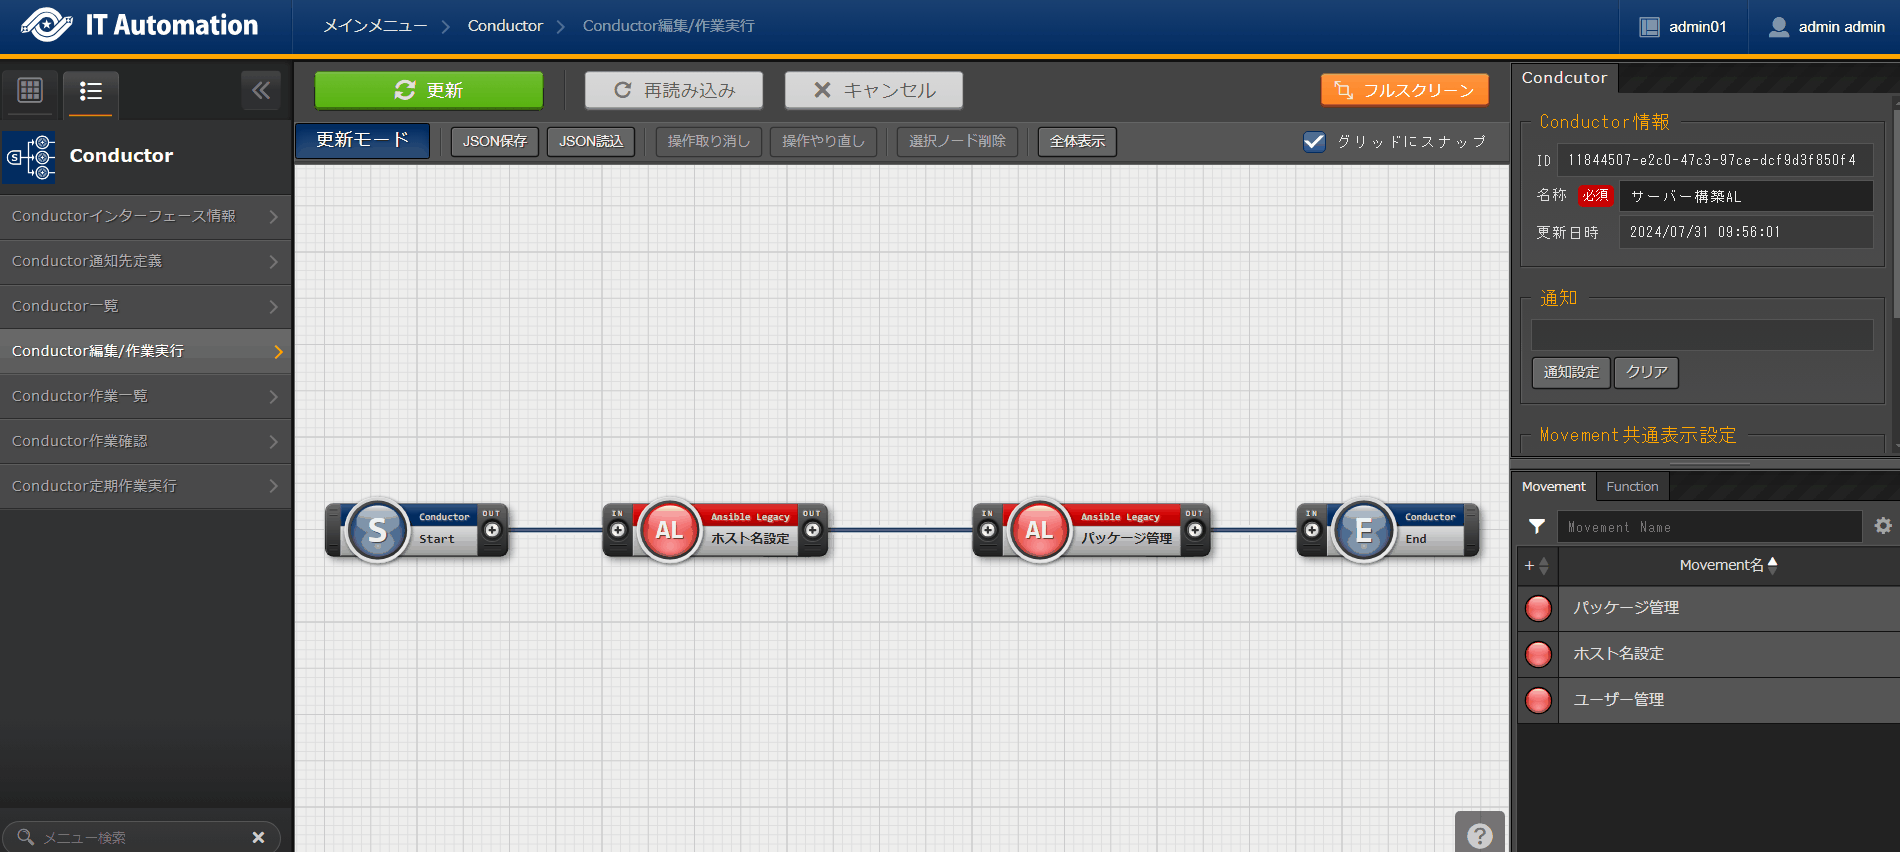 IT Automation
メインメニュー
Conductor
Conductor編集/作業実行
admin01
admin admin
Conductor
Conductorインターフェース情報
Conductor通知先定義
Conductor一覧
Conductor編集/作業実行
Conductor作業一覧
Conductor作業確認
Conductor定期作業実行
メニュー検索
更新
再読み込み
キャンセル
フルスクリーン
更新モード
JSON保存
JSON読込
操作取り消し
操作やり直し
選択ノード削除
全体表示
グリッドにスナップ
S
Conductor
Start
OUT
IN
AL
Ansible Legacy
ホスト名設定
OUT
IN
AL
Ansible Legacy
パッケージ管理
OUT
IN
E
Conductor
End
?
Condcutor
Conductor情報
ID 11844507-e2c0-47c3-97ce-dcf9d3f850f4
名称 必須 サーバー構築AL
更新日時 2024/07/31 09:56:01
通知
通知設定
クリア
Movement共通表示設定
Movement
Function
Movement Name
+ Movement名
パッケージ管理
ホスト名設定
ユーザー管理